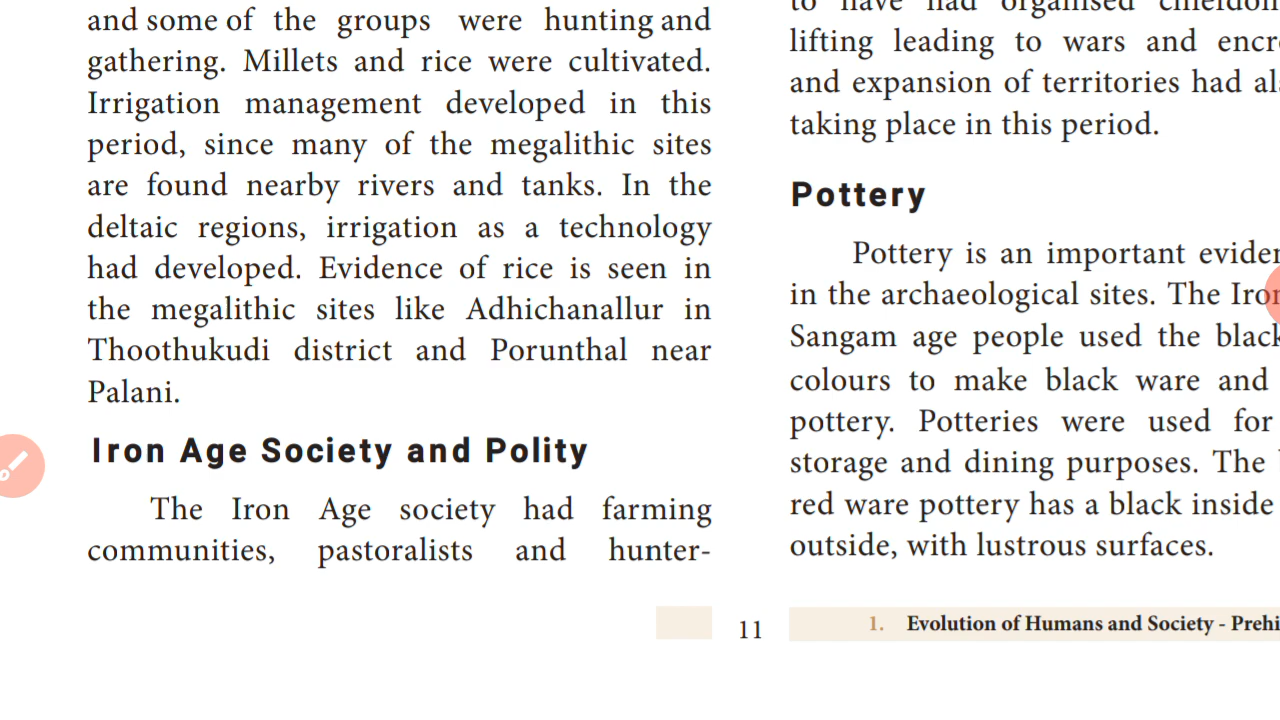 and some of the groups were hunting and
gathering. Millets and rice were cultivated.
Irrigation management developed in this
period, since many of the megalithic sites
are found nearby rivers and tanks. In the
deltaic regions, irrigation as a technology
had developed. Evidence of rice is seen in
the megalithic sites like Adhichanallur in
Thoothukudi district and Porunthal near
Palani.
Iron Age Society and Polity
The Iron Age society had farming
communities, pastoralists and hunter-
to have had organised
lifting leading to wars and
and expansion of territories had
taking place in this period.
Pottery
Pottery is an important
in the archaeological sites. The Iron
Sangam age people used the black
colours to make black ware and
pottery. Potteries were used for
storage and dining purposes. The
red ware pottery has a black inside
outside, with lustrous surfaces.
11
1. Evolution of Humans and Society -